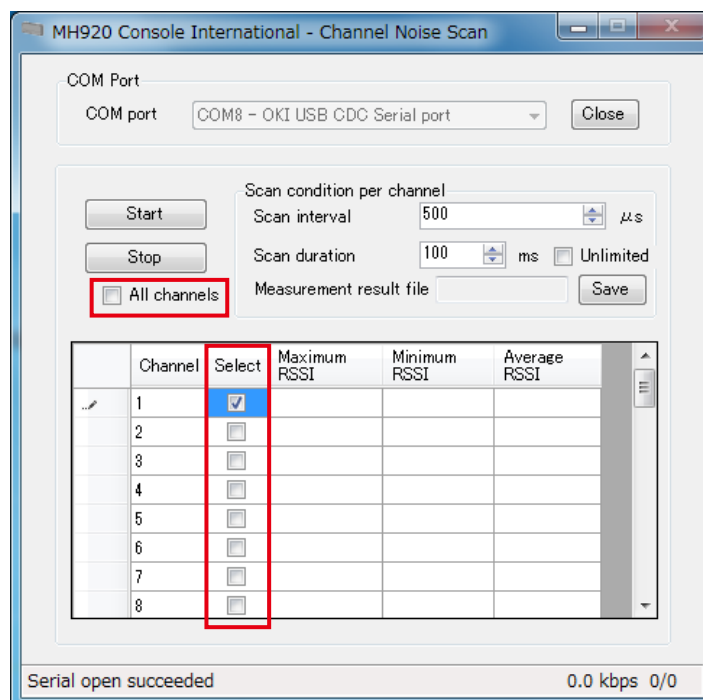 MH920 Console International - Channel Noise Scan
COM Port
COM port COM8 - OKI USB CDC Serial port Close
Scan condition per channel
Start Scan interval 500 μs
Stop Scan duration 100 ms Unlimited
All channels Measurement result file Save
Channel Select Maximum RSSI Minimum RSSI Average RSSI
1
2
3
4
5
6
7
8
Serial open succeeded 0.0 kbps 0/0